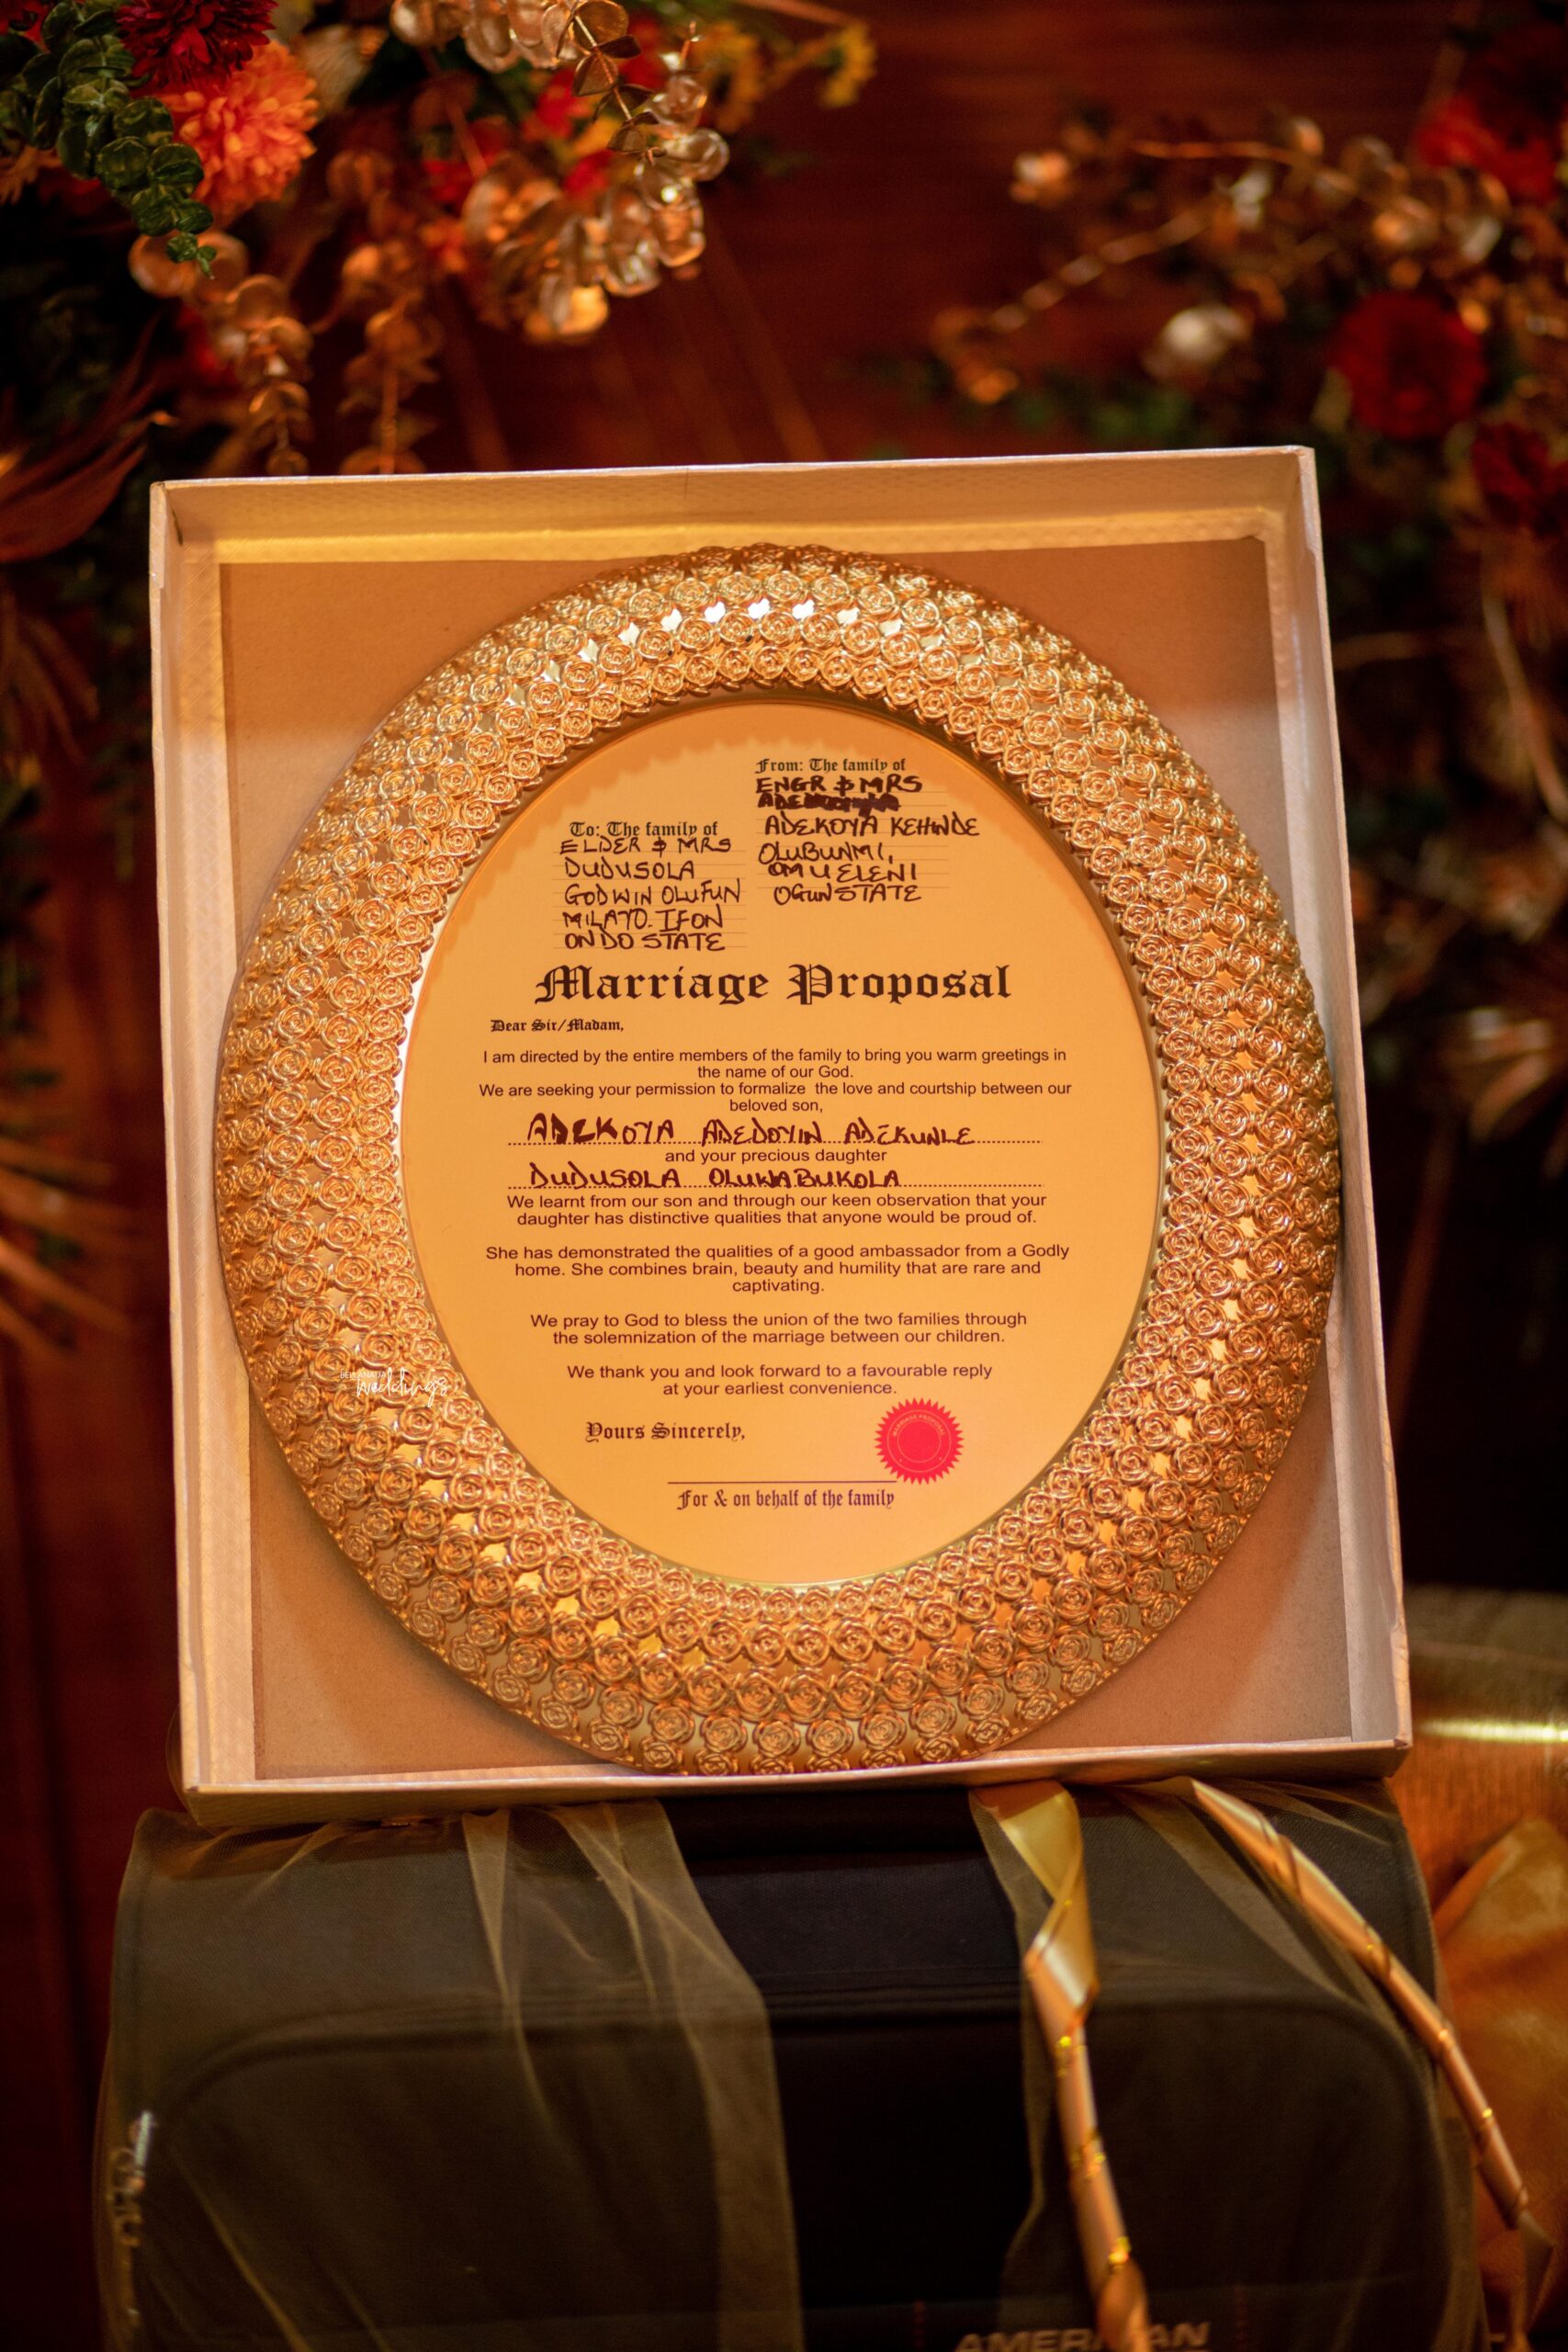 From: The family of
ENGR & MRS
ADEKOYA KEHINDE
OLUBUNMI,
OMU ELENI
OGUN STATE
To: The family of
ELDER & MRS
DUDUSOLA
GODWIN OLUFUN
MILAYO. IFON
ONDO STATE
Marriage Proposal
Dear Sir/Madam,
I am directed by the entire members of the family to bring you warm greetings in
the name of our God.
We are seeking your permission to formalize the love and courtship between our
beloved son,
ADEKOYA ADEDOYIN ADEKUNLE
and your precious daughter
DUDUSOLA OLUWABUKOLA
We learnt from our son and through our keen observation that your
daughter has distinctive qualities that anyone would be proud of.
She has demonstrated the qualities of a good ambassador from a Godly
home. She combines brain, beauty and humility that are rare and
captivating.
We pray to God to bless the union of the two families through
the solemnization of the marriage between our children.
We thank you and look forward to a favourable reply
at your earliest convenience.
Yours Sincerely,
MARRIAGE PROPOSAL
For & on behalf of the family
BELLANAIJA
weddings
AMERICAN